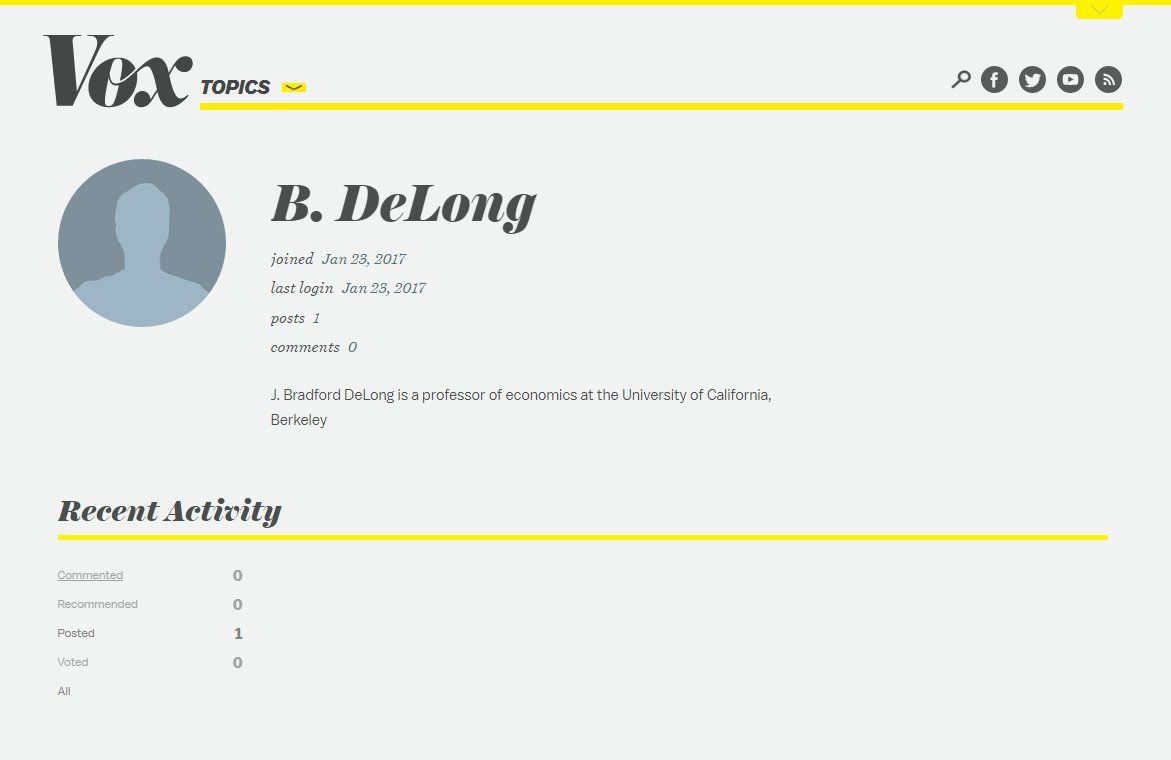 Vox
TOPICS
B. DeLong
joined Jan 23, 2017
last login Jan 23, 2017
posts 1
comments 0
J. Bradford DeLong is a professor of economics at the University of California,
Berkeley
Recent Activity
Commented 0
Recommended 0
Posted 1
Voted 0
All